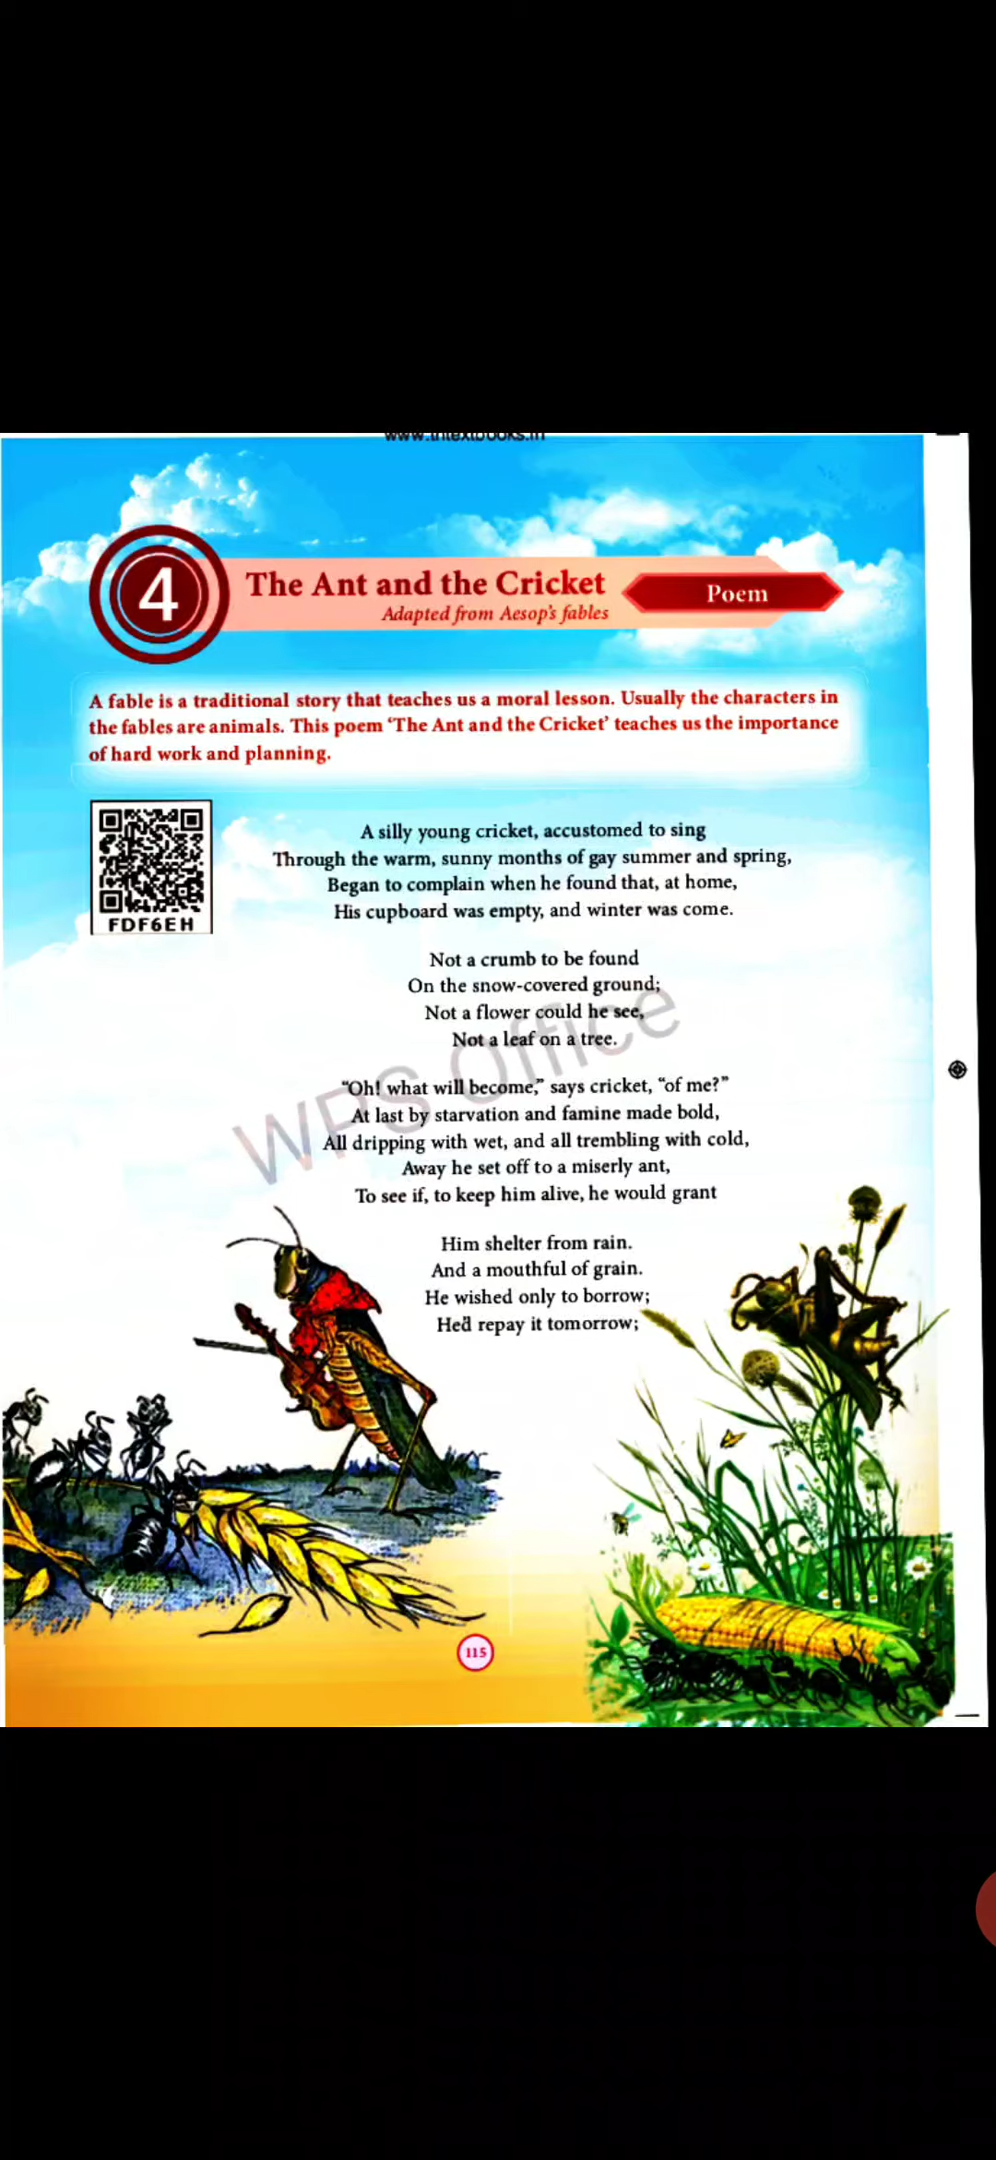 www.tntextbooks.in
4
The Ant and the Cricket
Adapted from Aesop's fables
Poem
A fable is a traditional story that teaches us a moral lesson. Usually the characters in
the fables are animals. This poem ‘The Ant and the Cricket’ teaches us the importance
of hard work and planning.
FDF6EH
A silly young cricket, accustomed to sing
Through the warm, sunny months of gay summer and spring,
Began to complain when he found that, at home,
His cupboard was empty, and winter was come.
Not a crumb to be found
On the snow-covered ground;
Not a flower could he see,
Not a leaf on a tree.
“Oh! what will become,” says cricket, “of me?”
At last by starvation and famine made bold,
All dripping with wet, and all trembling with cold,
Away he set off to a miserly ant,
To see if, to keep him alive, he would grant
Him shelter from rain.
And a mouthful of grain.
He wished only to borrow;
He'd repay it tomorrow;
WPS Office
115